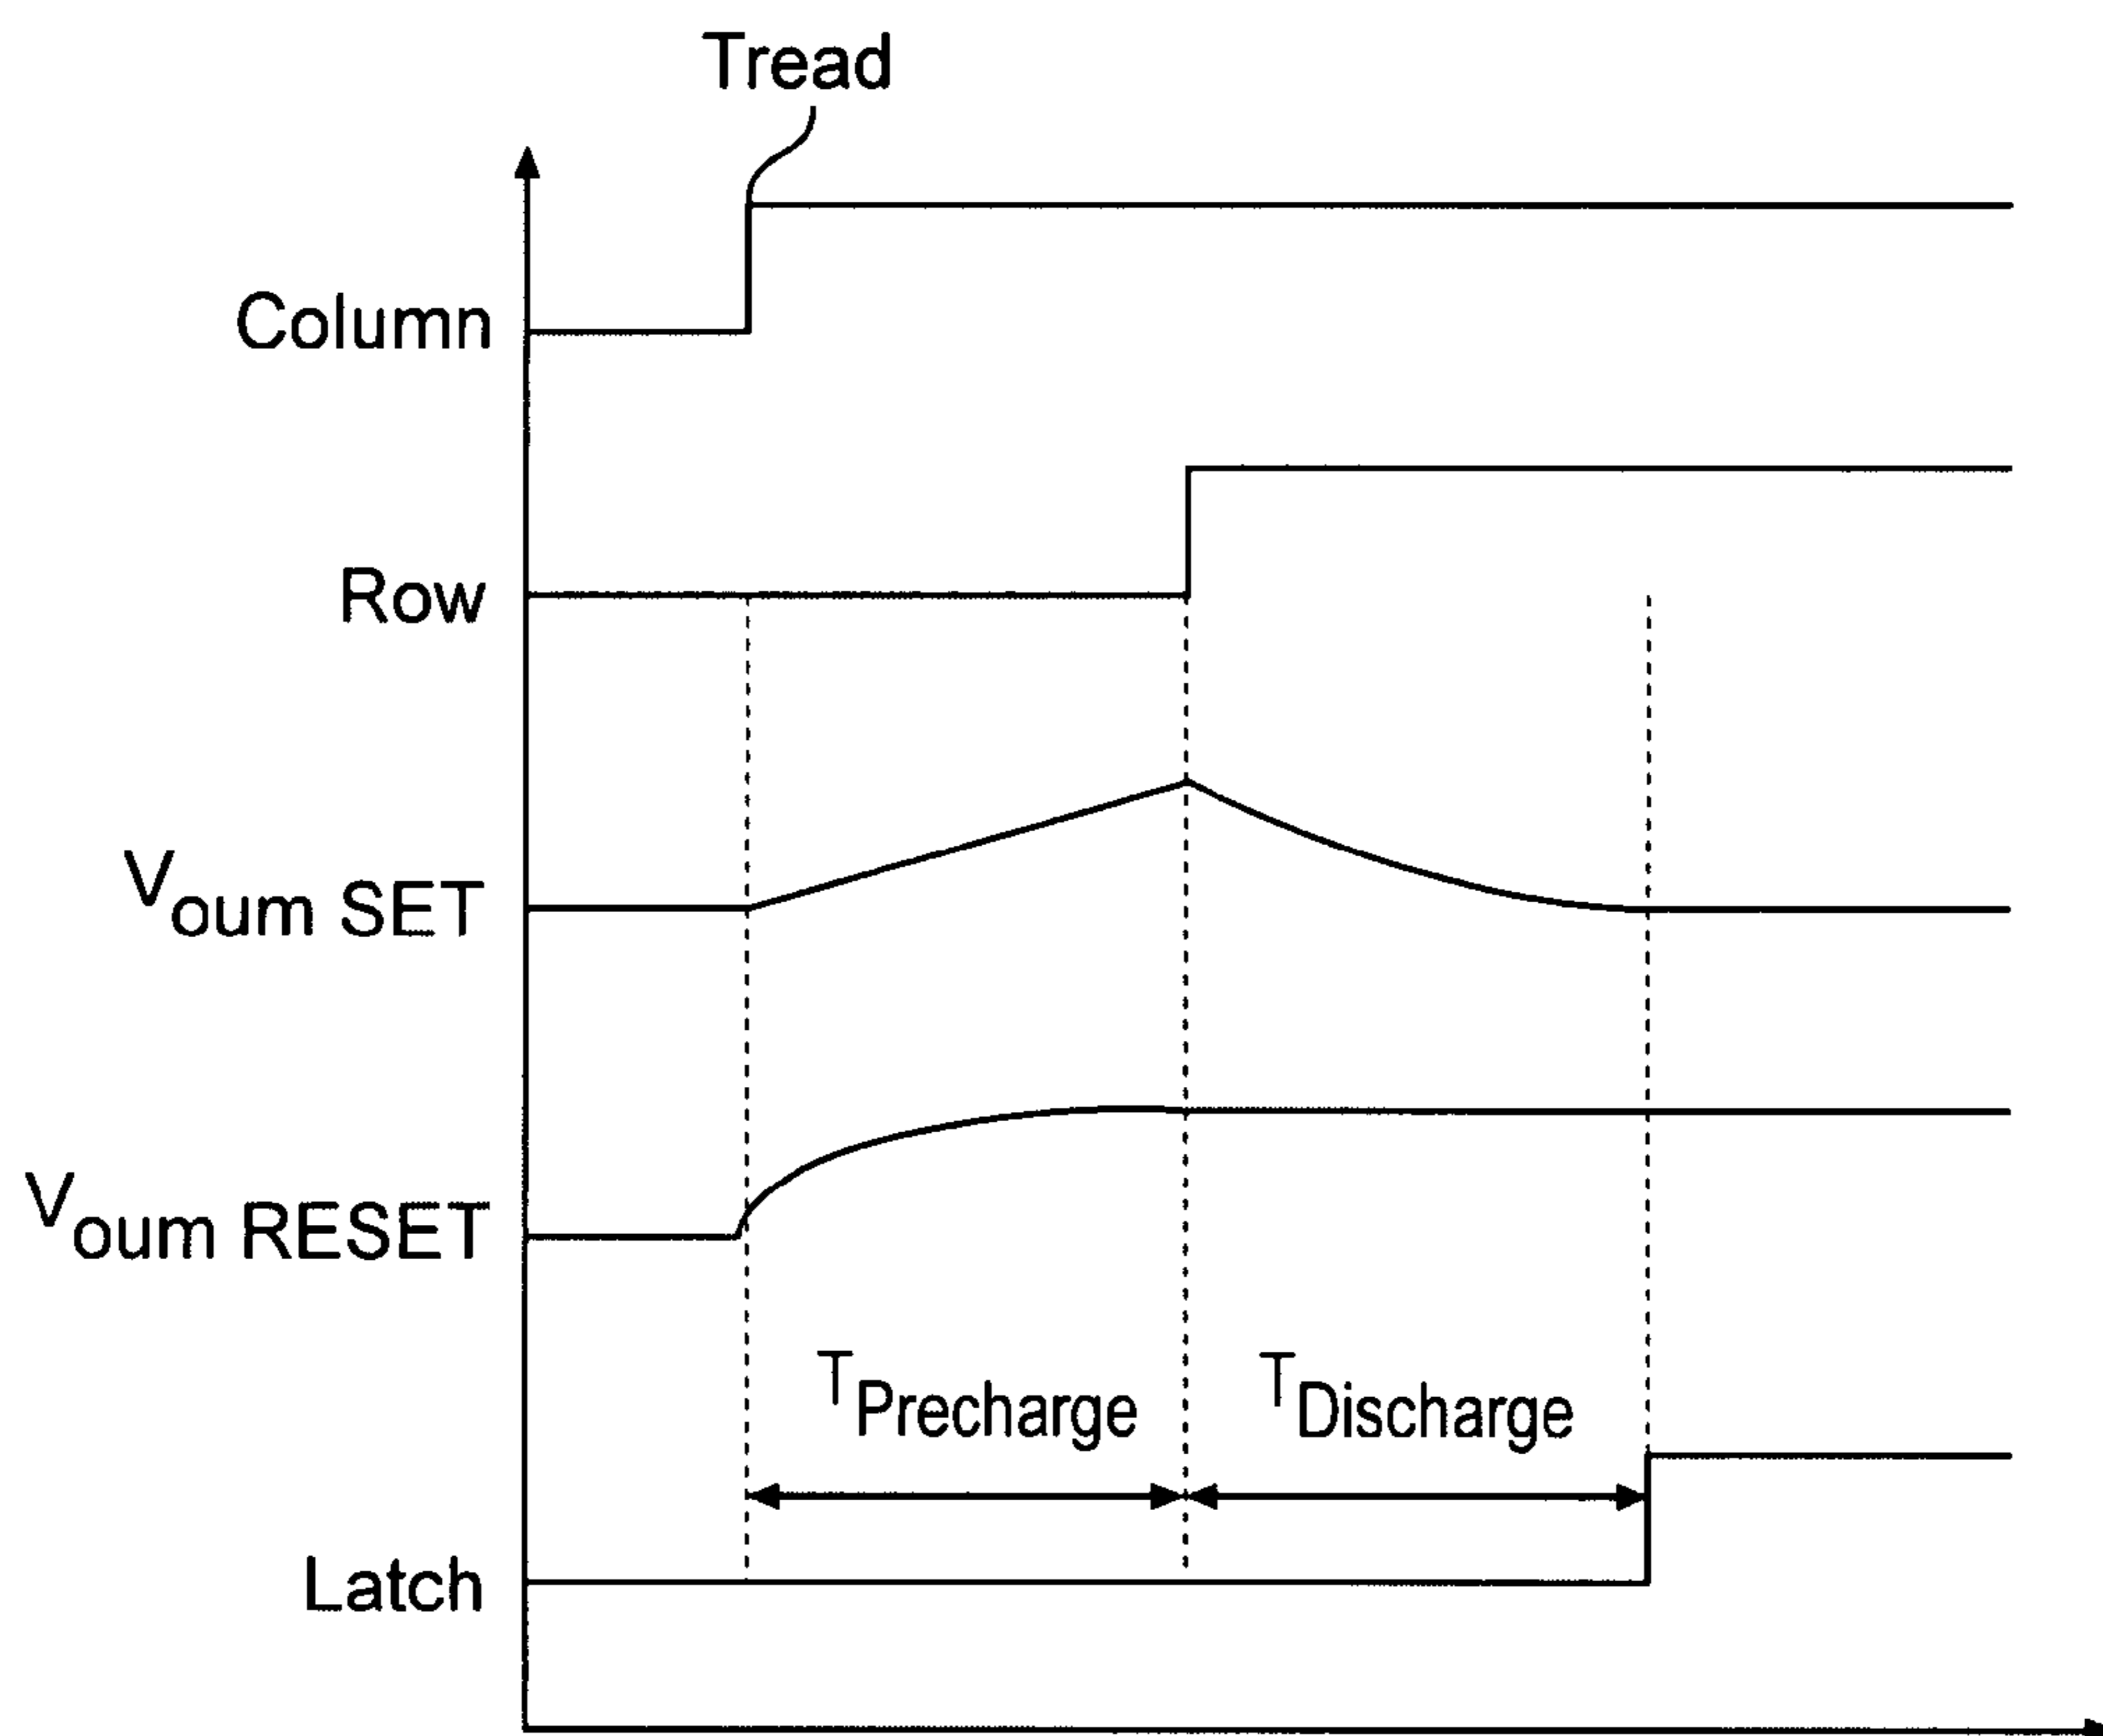 Tread
Column
Row
Voum SET
Voum RESET
TPrecharge
TDischarge
Latch